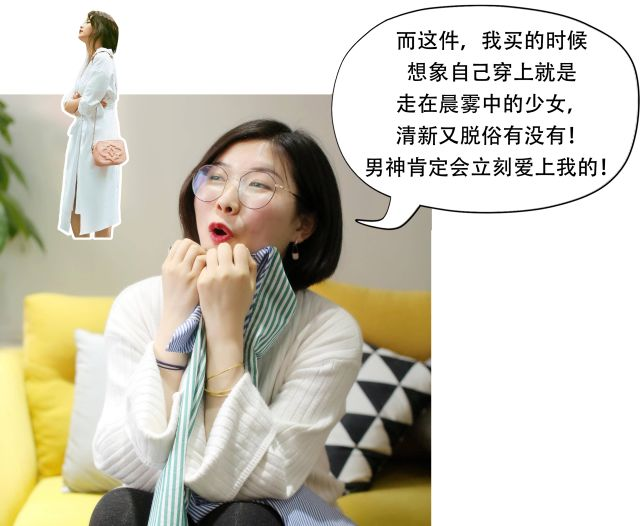 而这件，我买的时候
想象自己穿上就是
走在晨雾中的少女，
清新又脱俗有没有！
男神肯定会立刻爱上我的！